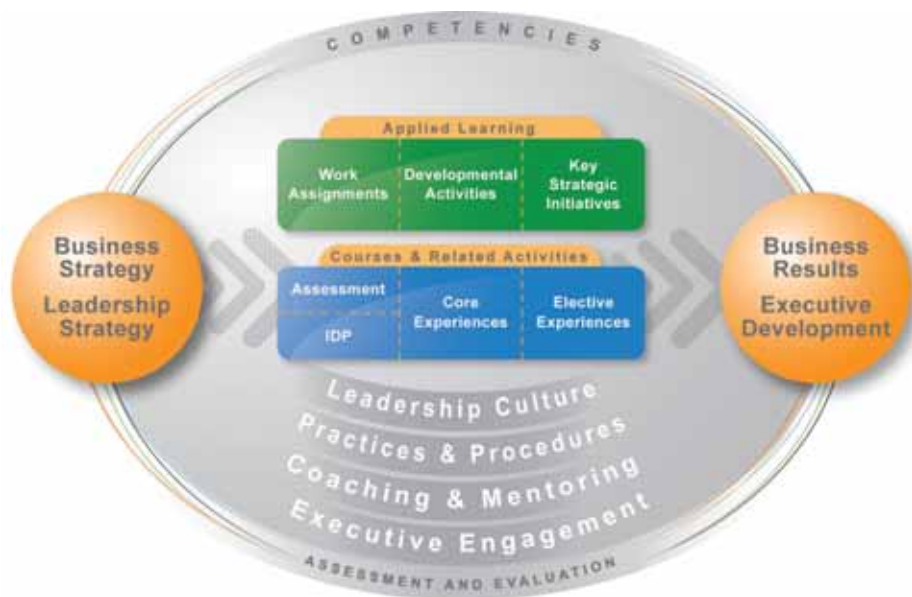 COMPETENCIES
Applied Learning
Work
Assignments
Developmental
Activities
Key
Strategic
Initiatives
Business
Strategy
Leadership
Strategy
Courses & Related Activities
Assessment
IDP
Core
Experiences
Elective
Experiences
Business
Results
Executive
Development
Leadership Culture
Practices & Procedures
Coaching & Mentoring
Executive Engagement
ASSESSMENT AND EVALUATION